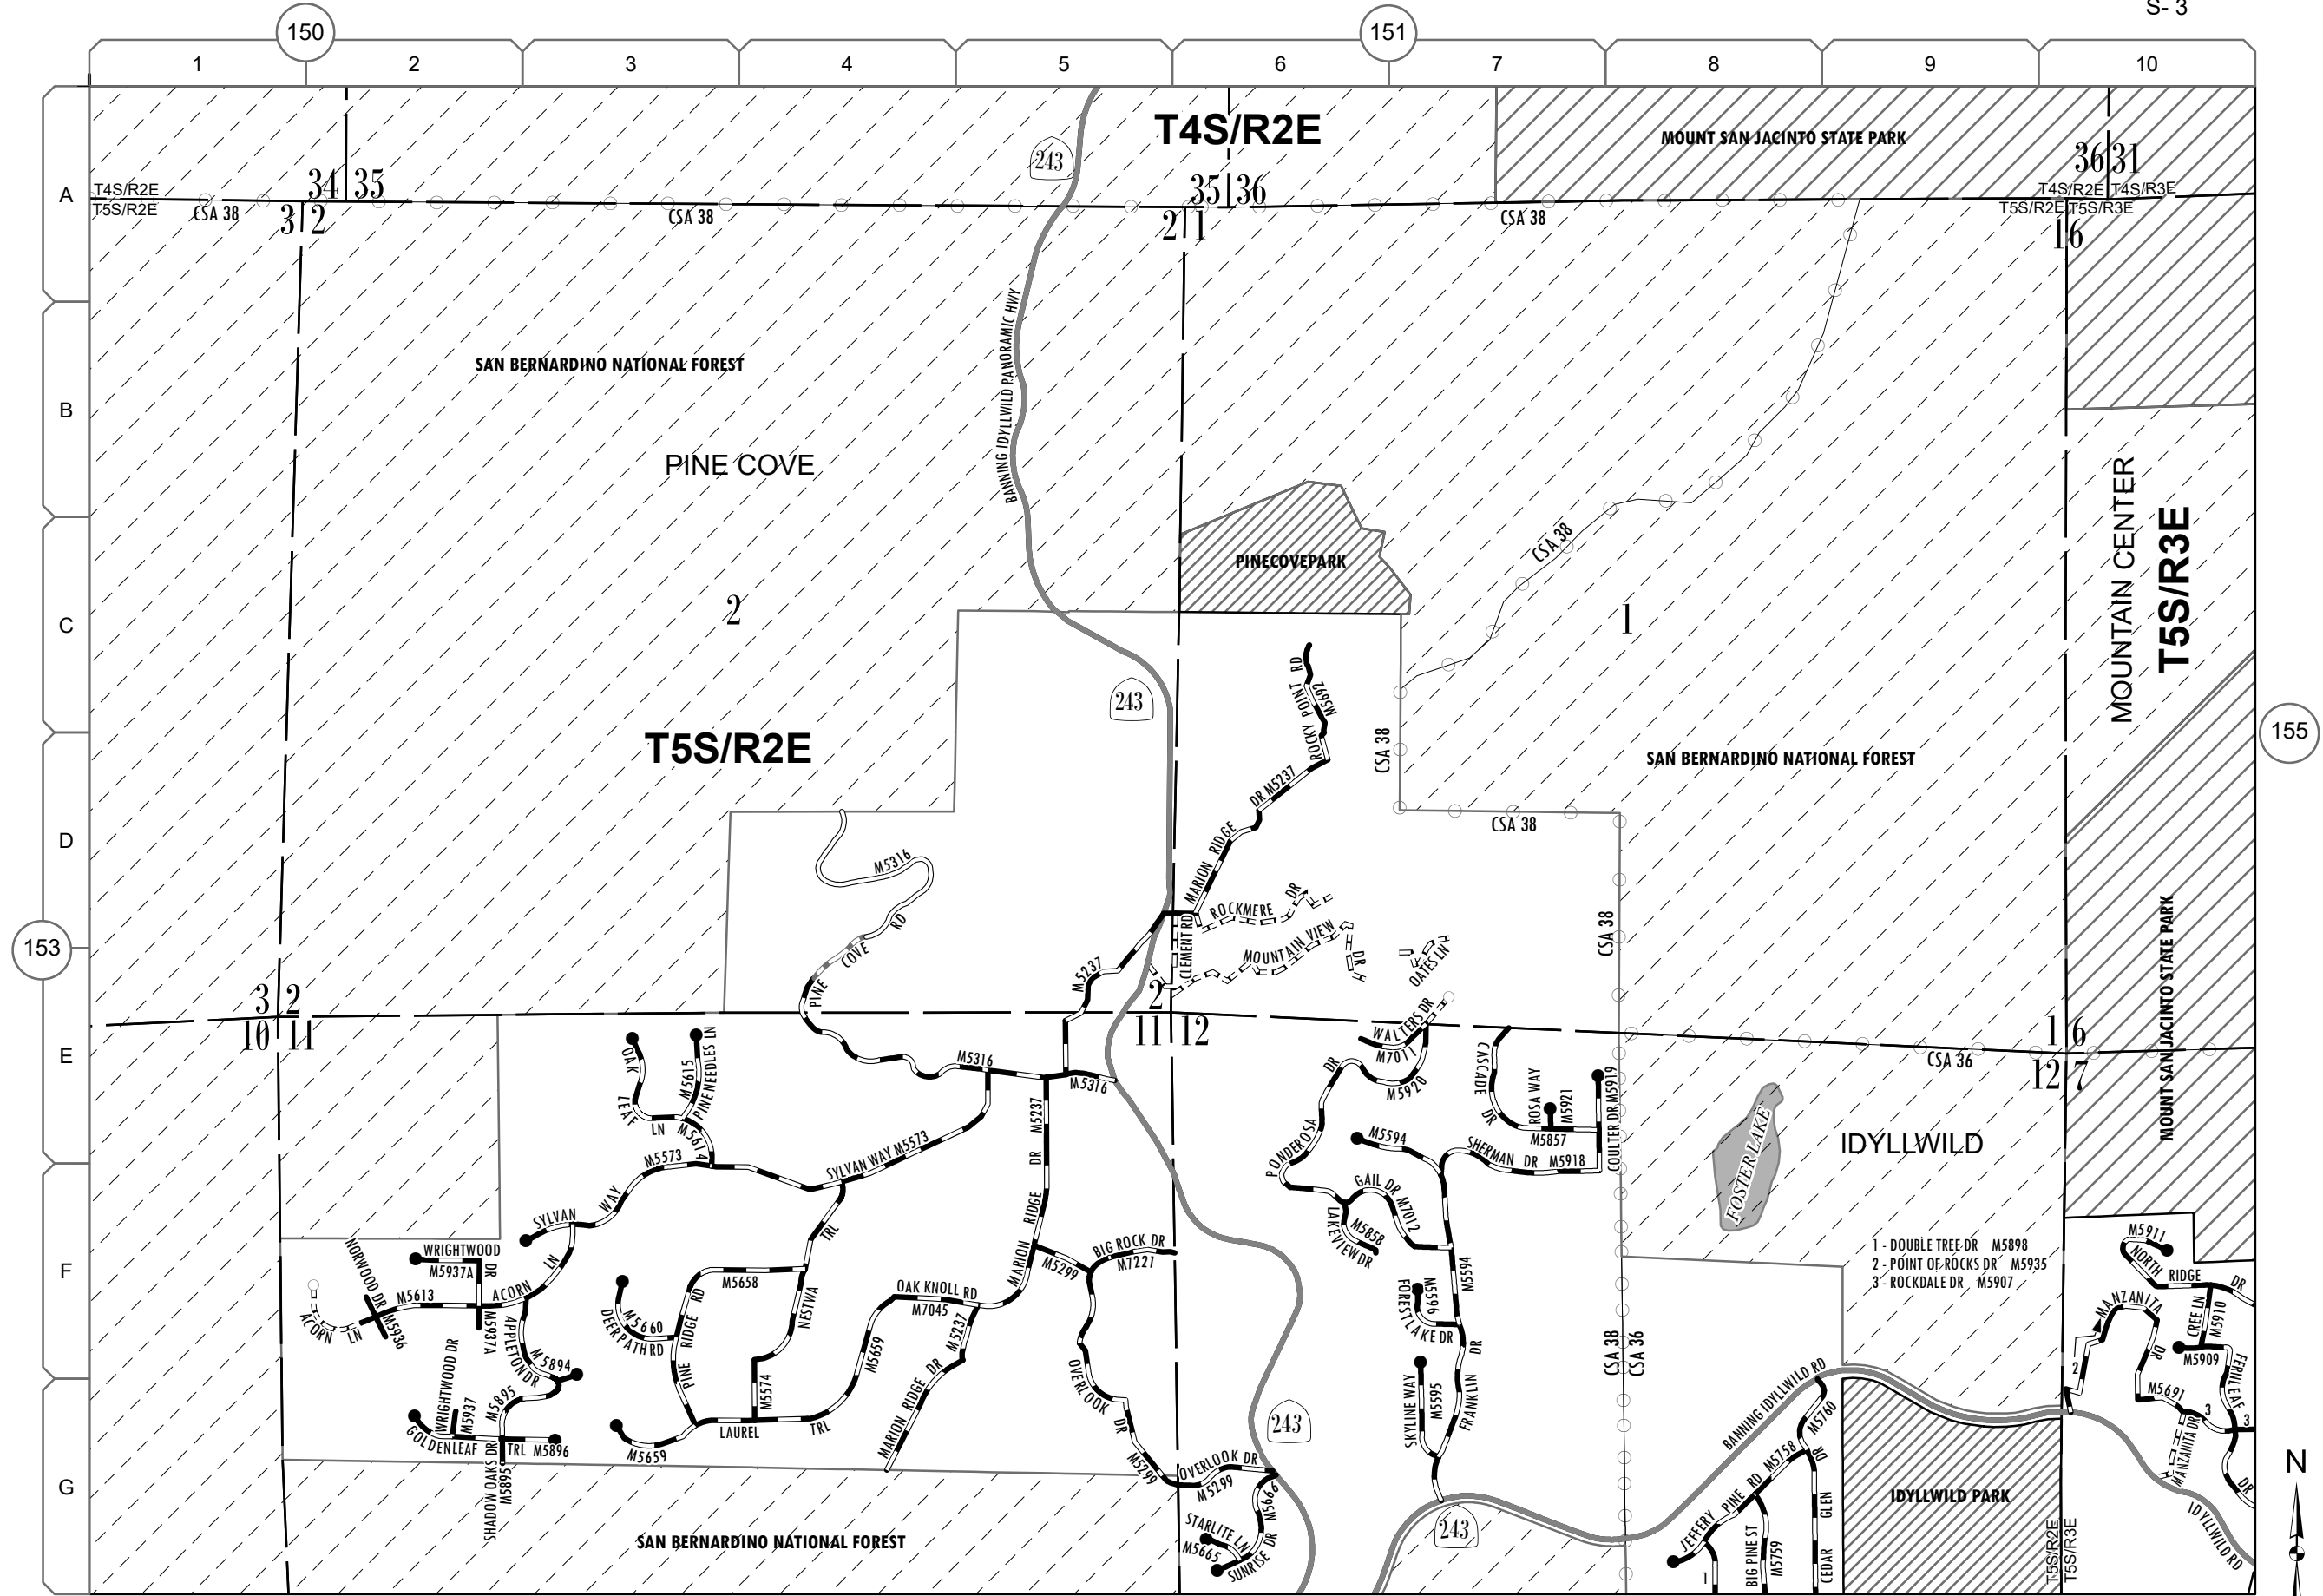 S- 3
150
151
1
2
3
4
5
6
7
8
9
10
A
B
C
D
E
F
G
153
155
T4S/R2E
243
MOUNT SAN JACINTO STATE PARK
34 35
35 36
36 31
T4S/R2E
T5S/R2E
T4S/R2E T4S/R3E
T5S/R2E T5S/R3E
CSA 38
CSA 38
CSA 38
3 2
2 1
1 6
BANNING IDYLLWILD PANORAMIC HWY
SAN BERNARDINO NATIONAL FOREST
PINE COVE
MOUNTAIN CENTER
T5S/R3E
CSA 38
PINECOVEPARK
2
1
243
ROCKY POINT RD
M5692
CSA 38
T5S/R2E
SAN BERNARDINO NATIONAL FOREST
DR M5237
CSA 38
MARION RIDGE
M5316
PINE COVE RD
ROCKMERE DR
CLEMENT RD
MOUNTAIN VIEW DR
OATES LN
CSA 38
MOUNT SAN JACINTO STATE PARK
M5237
3 2
10 11
2
11 12
1 6
12 7
WALTERS DR
M7011
M5920
PONDEROSA DR
CASCADE DR
ROSA WAY
M5921
M5857
COULTER DR M5919
CSA 36
OAK LEAF LN
M5615
PINENEEDLES LN
M5614
M5316
M5316
M5237
MARION RIDGE DR
M5573
SYLVAN WAY M5573
SYLVAN WAY
M5594
SHERMAN DR M5918
GAIL DR M7012
LAKEVIEW DR
M5858
FOSTER LAKE
IDYLLWILD
1 - DOUBLE TREE DR M5898
2 - POINT OF ROCKS DR M5935
3 - ROCKDALE DR M5907
M5911
NORTH RIDGE DR
NORWOOD DR
M5936
WRIGHTWOOD DR
M5937A
M5937A
M5613
ACORN LN
ACORN LN
APPLETON DR
M5894
M5895
WRIGHTWOOD DR
M5937
GOLDENLEAF TRL M5896
SHADOW OAKS DR
M5895
DEERPATH RD
M5660
PINE RIDGE RD
M5658
NESTWA TRL
M5574
LAUREL TRL
M5659
M5659
OAK KNOLL RD
M7045
M5237
MARION RIDGE DR
M5299
BIG ROCK DR
M7221
OVERLOOK DR
M5299
OVERLOOK DR
M5299
M5666
SUNRISE DR
STARLITE LN
M5665
243
M5594
M5596
FORESTLAKE DR
SKYLINE WAY
M5595
FRANKLIN DR
CSA 38
CSA 36
243
BANNING IDYLLWILD RD
M5760
JEFFERY PINE RD M5758
BIG PINE ST
M5759
CEDAR GLEN DR
1
IDYLLWILD PARK
MANZANITA DR
2
CREE LN
M5910
M5909
FERNLEAF DR
M5691
3
3
MANZANITA DR
IDYLLWILD RD
T5S/R2E
T5S/R3E
SAN BERNARDINO NATIONAL FOREST
N